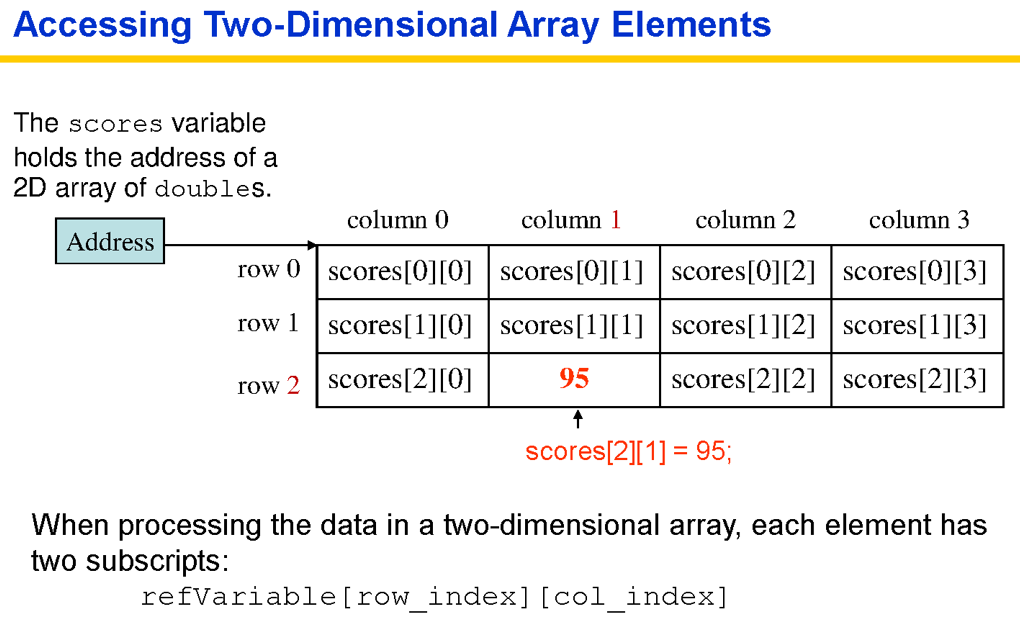 Accessing Two-Dimensional Array Elements
The scores variable
holds the address of a
2D array of doubles.
column 0 column 1 column 2 column 3
Address
row 0 scores[0][0] scores[0][1] scores[0][2] scores[0][3]
row 1 scores[1][0] scores[1][1] scores[1][2] scores[1][3]
row 2 scores[2][0] 95 scores[2][2] scores[2][3]
scores[2][1] = 95;
When processing the data in a two-dimensional array, each element has
two subscripts:
refVariable[row_index][col_index]